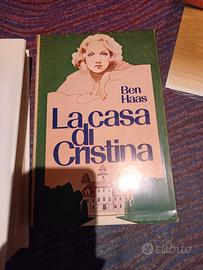 Ben
Haas
La casa
di
Cristina
subito